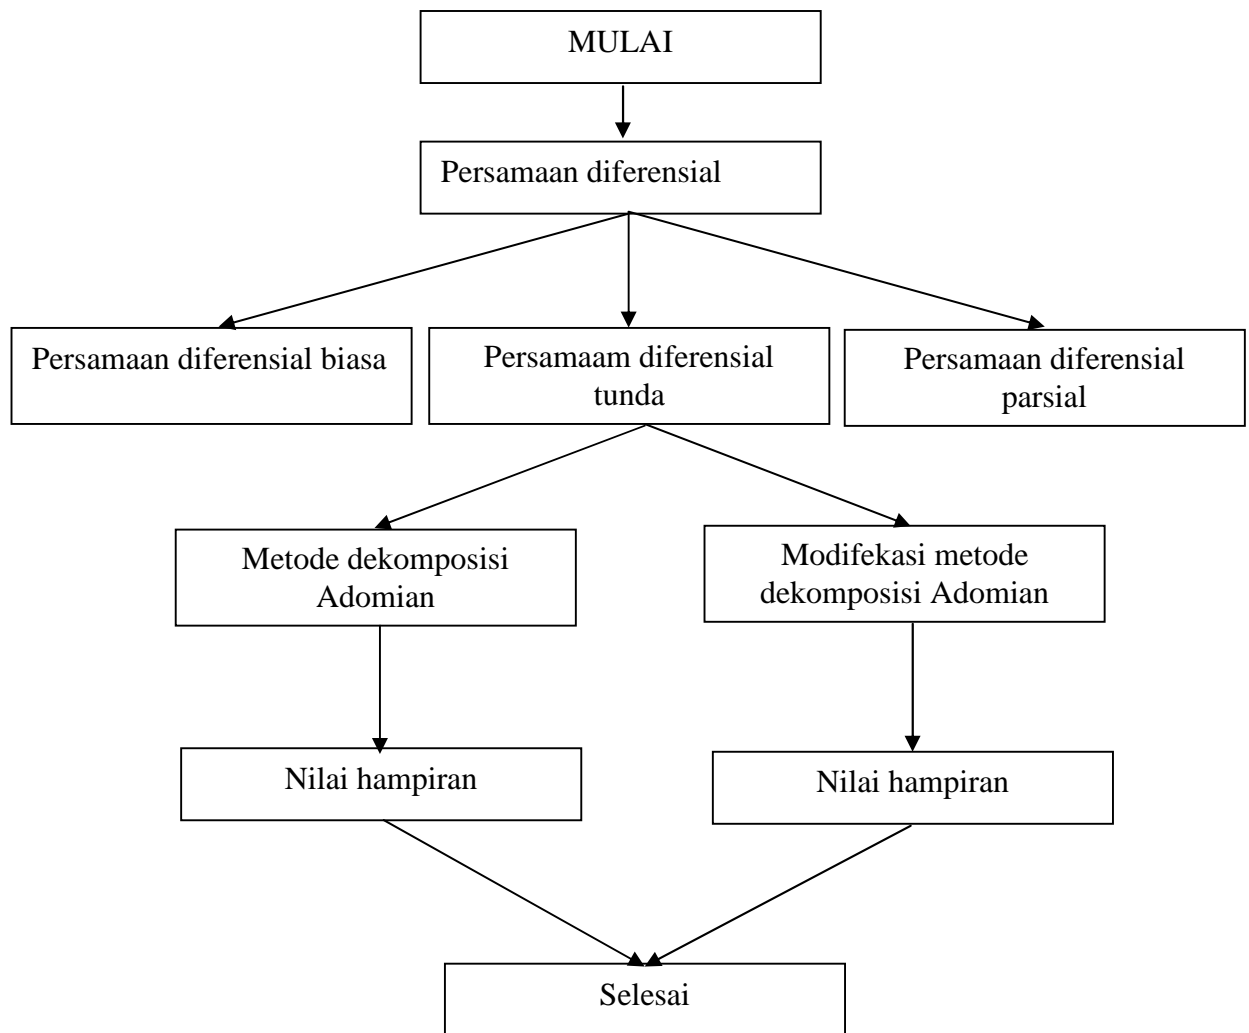 MULAI
Persamaan diferensial
Persamaan diferensial biasa
Persamaam diferensial
tunda
Persamaan diferensial
parsial
Metode dekomposisi
Adomian
Modifekasi metode
dekomposisi Adomian
Nilai hampiran
Nilai hampiran
Selesai